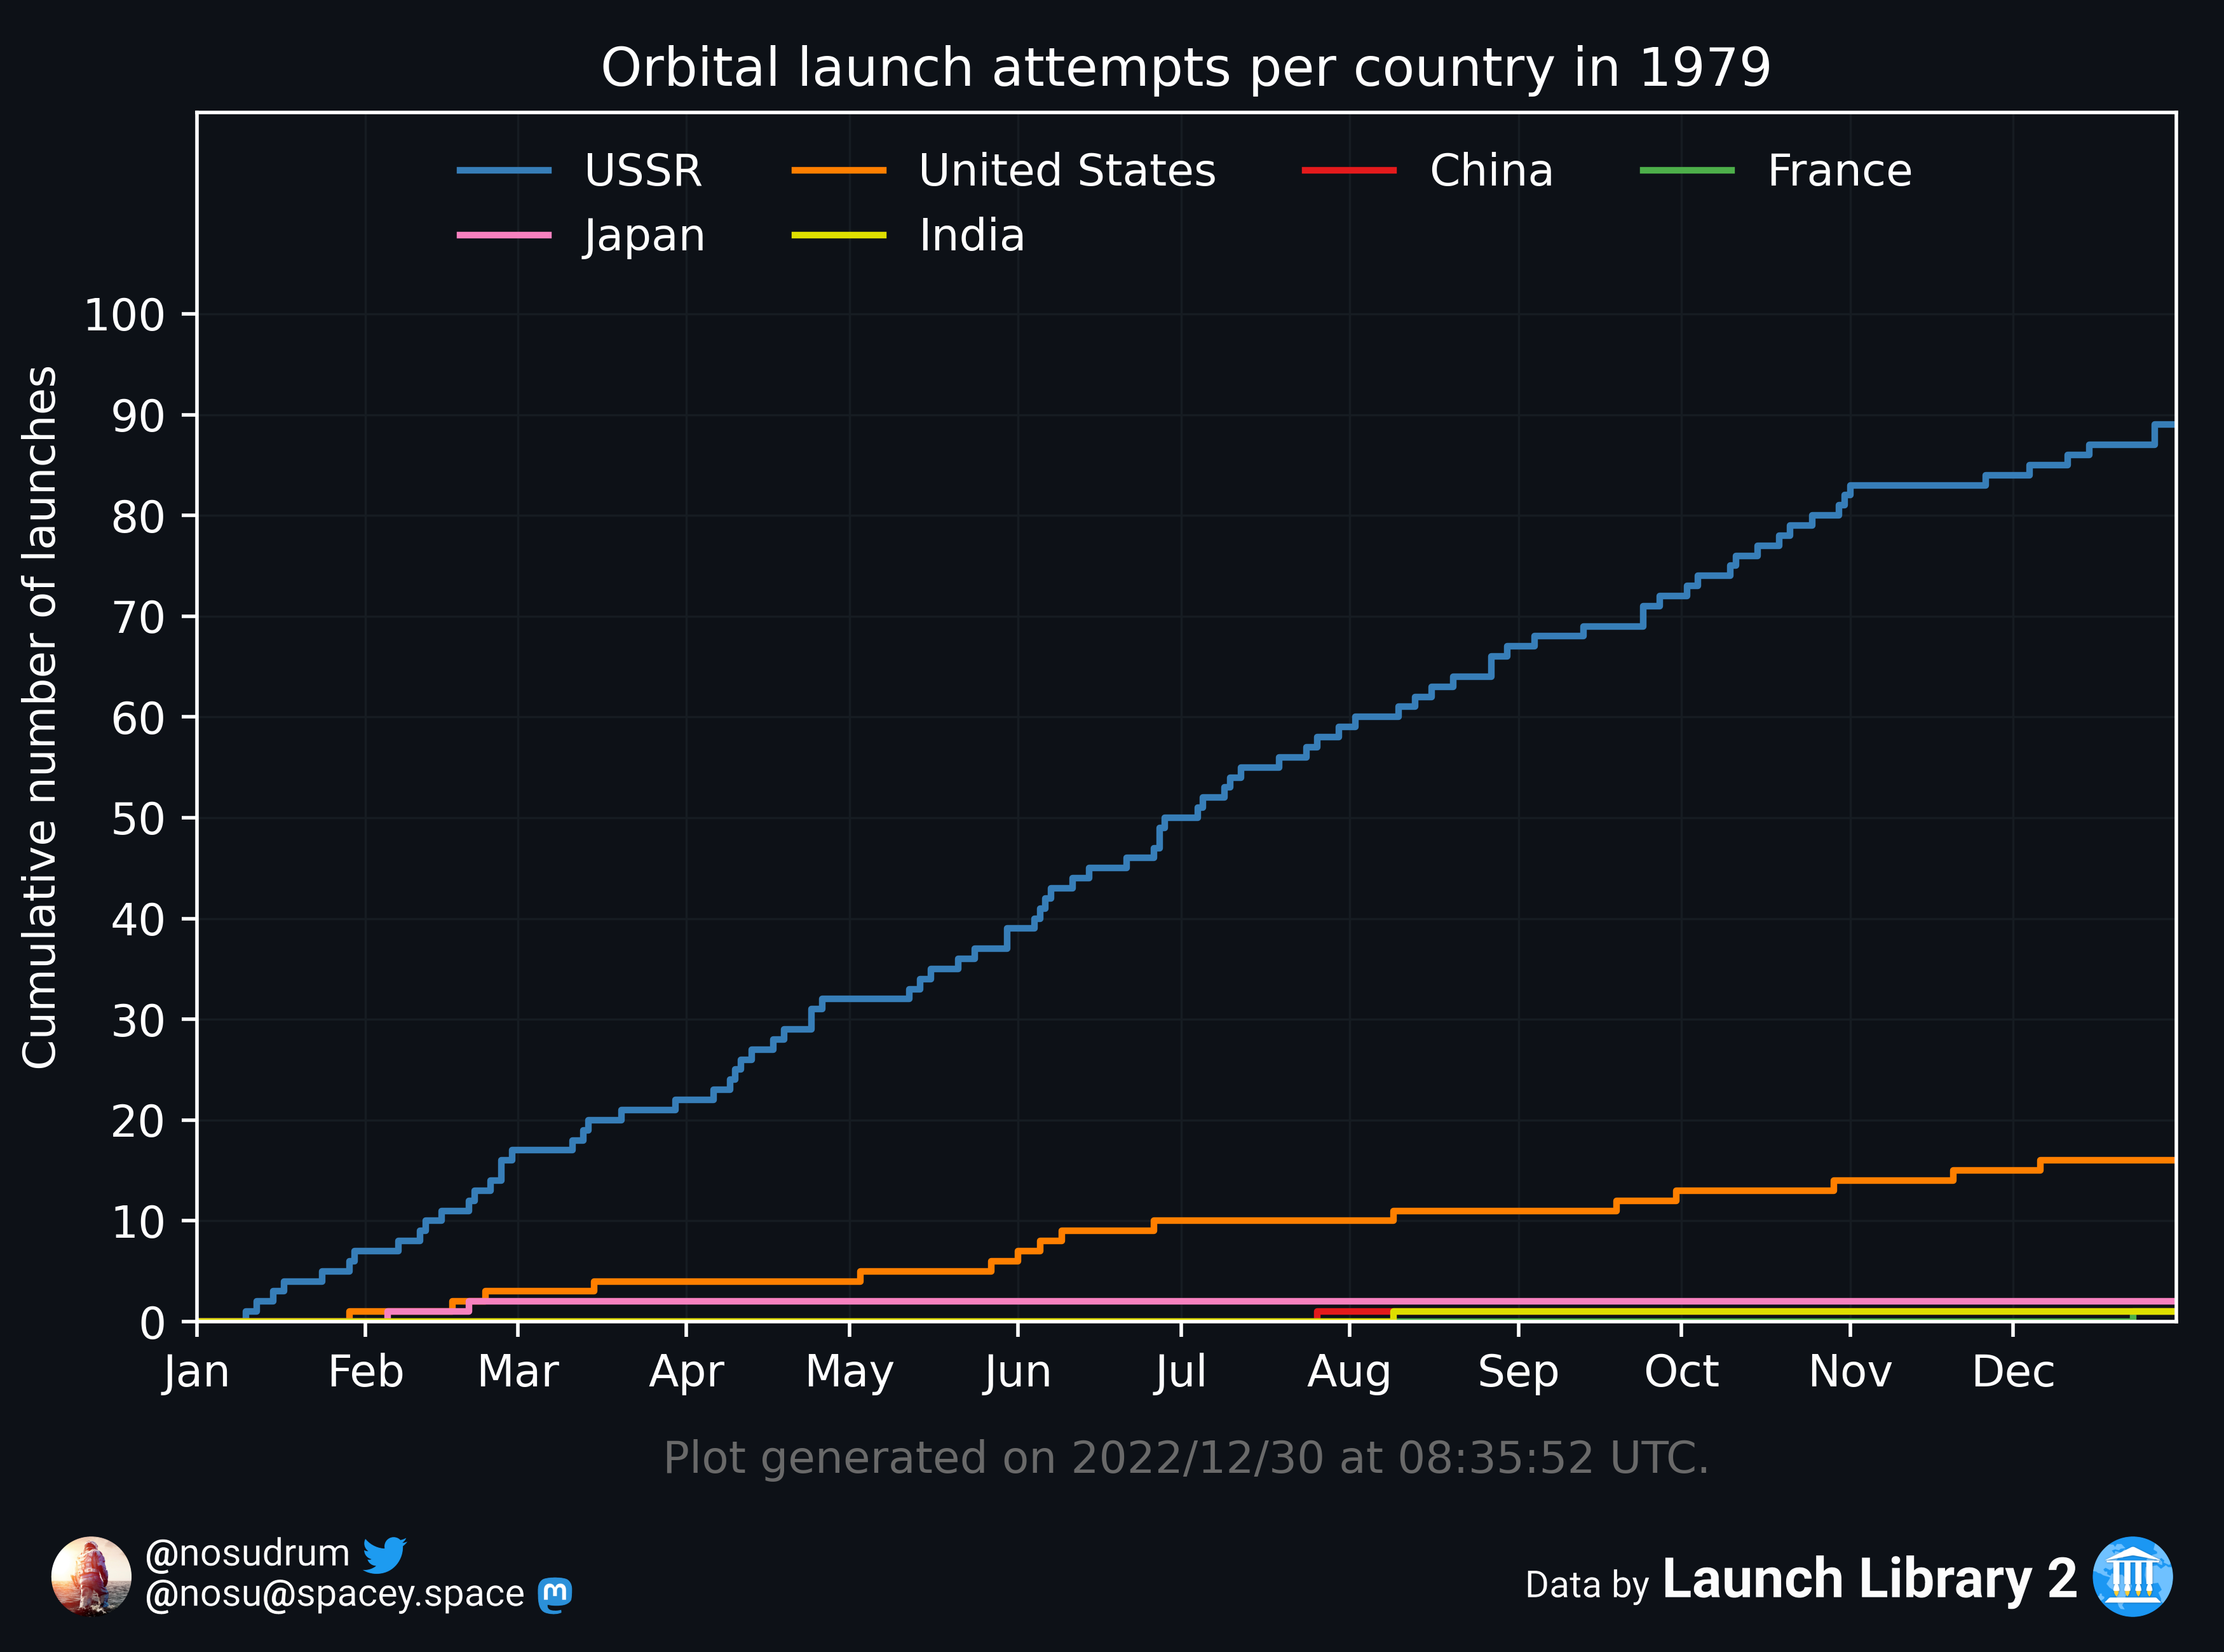 Orbital launch attempts per country in 1979
USSR United States China France
Japan India
Cumulative number of launches
100
90
80
70
60
50
40
30
20
10
0
Jan Feb Mar Apr May Jun Jul Aug Sep Oct Nov Dec
Plot generated on 2022/12/30 at 08:35:52 UTC.
@nosudrum
@nosu@spacey.space
Data by Launch Library 2